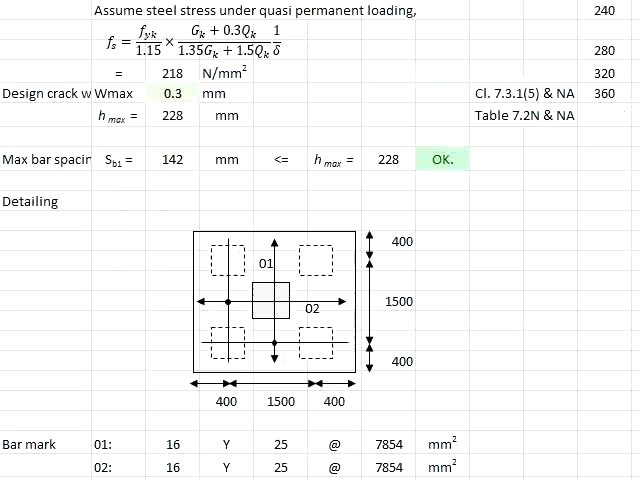 Assume steel stress under quasi permanent loading, 240
fs = fyk / 1.15 × (Gk + 0.3Qk) / (1.35Gk + 1.5Qk) 1/δ 280
= 218 N/mm² 320
Design crack w Wmax 0.3 mm Cl. 7.3.1(5) & NA 360
h max = 228 mm Table 7.2N & NA
Max bar spacin Sb1 = 142 mm <= h max = 228 OK.
Detailing
400
01
1500
02
400
400 1500 400
Bar mark 01: 16 Y 25 @ 7854 mm²
02: 16 Y 25 @ 7854 mm²